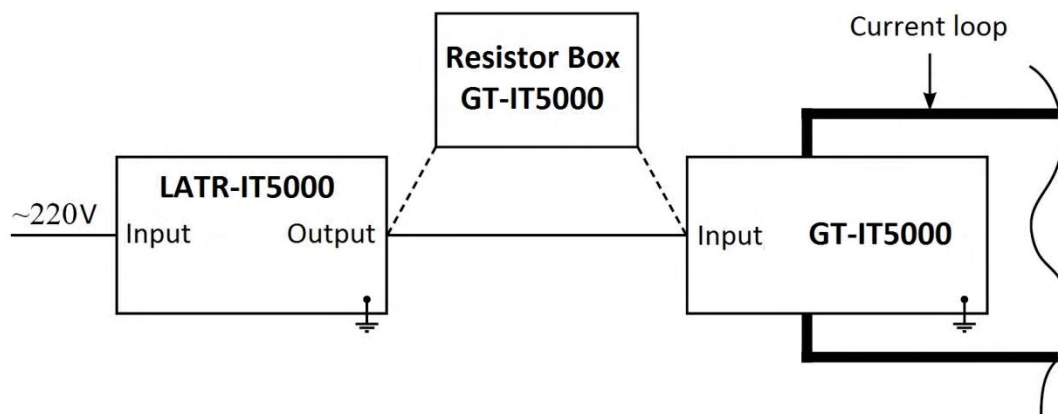 Current loop
Resistor Box
GT-IT5000
LATR-IT5000
~220V
Input
Output
Input
GT-IT5000